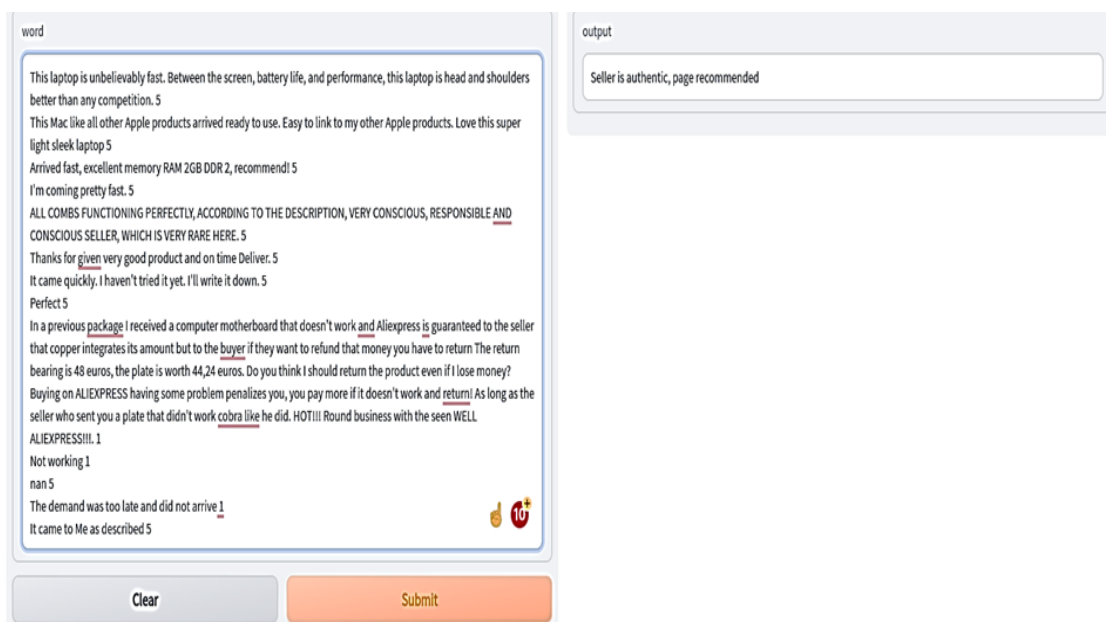 word
This laptop is unbelievably fast. Between the screen, battery life, and performance, this laptop is head and shoulders
better than any competition. 5
This Mac like all other Apple products arrived ready to use. Easy to link to my other Apple products. Love this super
light sleek laptop 5
Arrived fast, excellent memory RAM 2GB DDR 2, recommend! 5
I'm coming pretty fast. 5
ALL COMBS FUNCTIONING PERFECTLY, ACCORDING TO THE DESCRIPTION, VERY CONSCIOUS, RESPONSIBLE AND
CONSCIOUS SELLER, WHICH IS VERY RARE HERE. 5
Thanks for given very good product and on time Deliver. 5
It came quickly. I haven't tried it yet. I'll write it down. 5
Perfect 5
In a previous package I received a computer motherboard that doesn't work and Aliexpress is guaranteed to the seller
that copper integrates its amount but to the buyer if they want to refund that money you have to return The return
bearing is 48 euros, the plate is worth 44,24 euros. Do you think I should return the product even if I lose money?
Buying on ALIEXPRESS having some problem penalizes you, you pay more if it doesn't work and return! As long as the
seller who sent you a plate that didn't work cobra like he did. HOT!!! Round business with the seen WELL
ALIEXPRESS!!!. 1
Not working 1
nan 5
The demand was too late and did not arrive 1
It came to Me as described 5
10+
Clear
Submit
output
Seller is authentic, page recommended